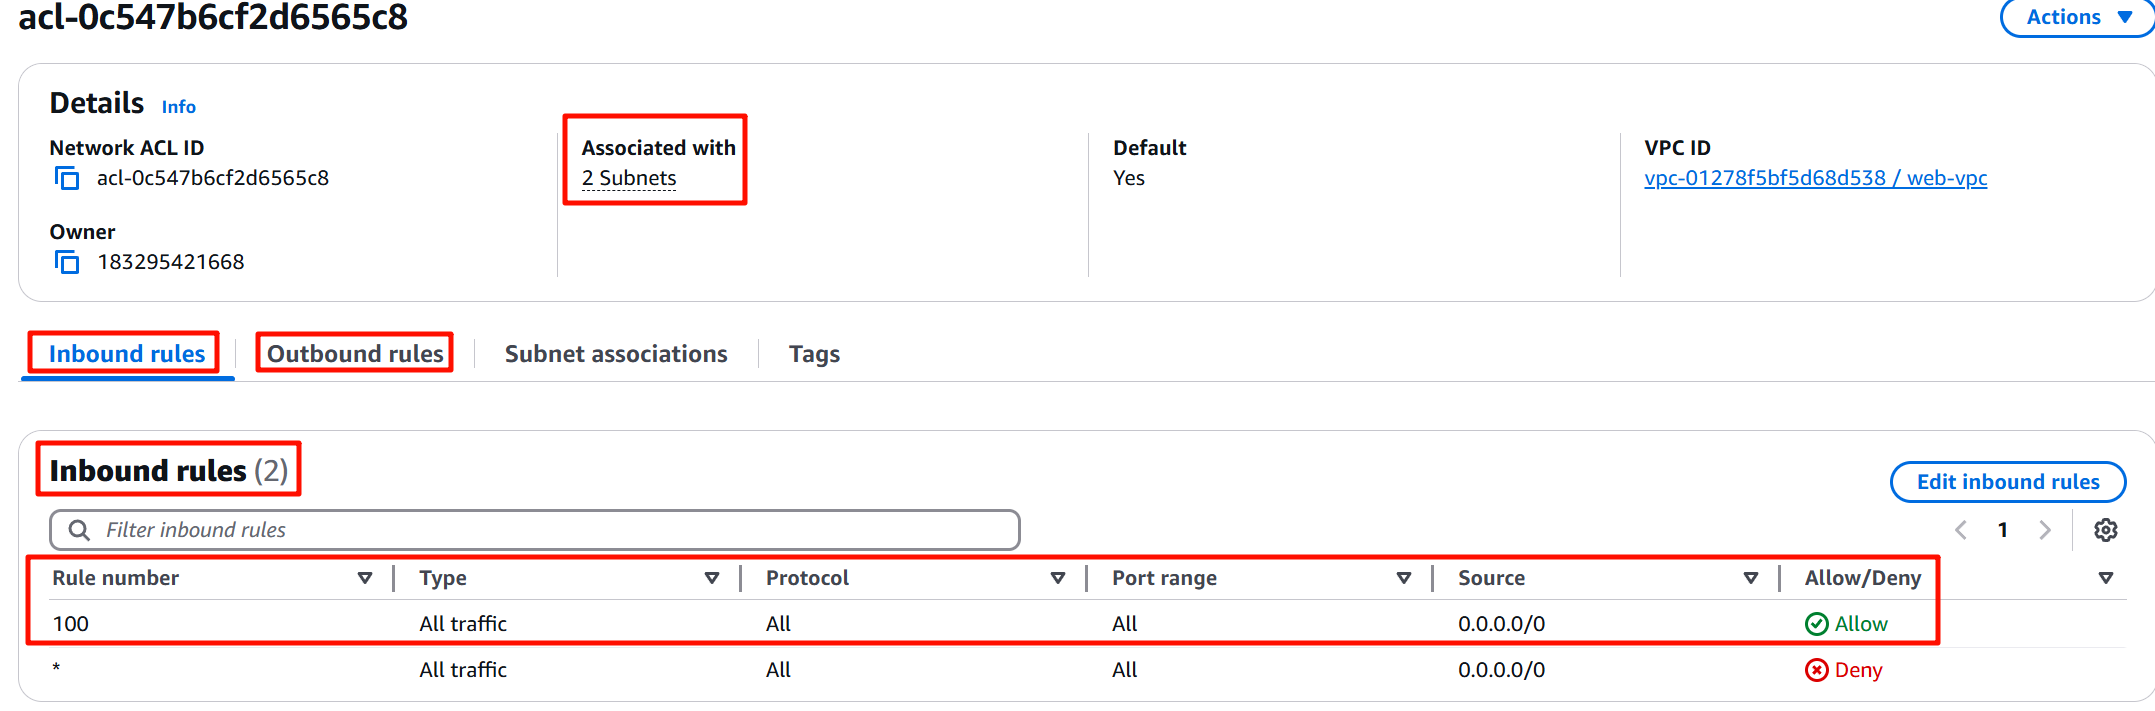 acl-0c547b6cf2d6565c8
Actions
Details Info
Network ACL ID
acl-0c547b6cf2d6565c8
Associated with
2 Subnets
Default
Yes
VPC ID
vpc-01278f5bf5d68d538 / web-vpc
Owner
183295421668
Inbound rules Outbound rules Subnet associations Tags
Inbound rules (2)
Edit inbound rules
Filter inbound rules
1
Rule number Type Protocol Port range Source Allow/Deny
100 All traffic All All 0.0.0.0/0 Allow
* All traffic All All 0.0.0.0/0 Deny